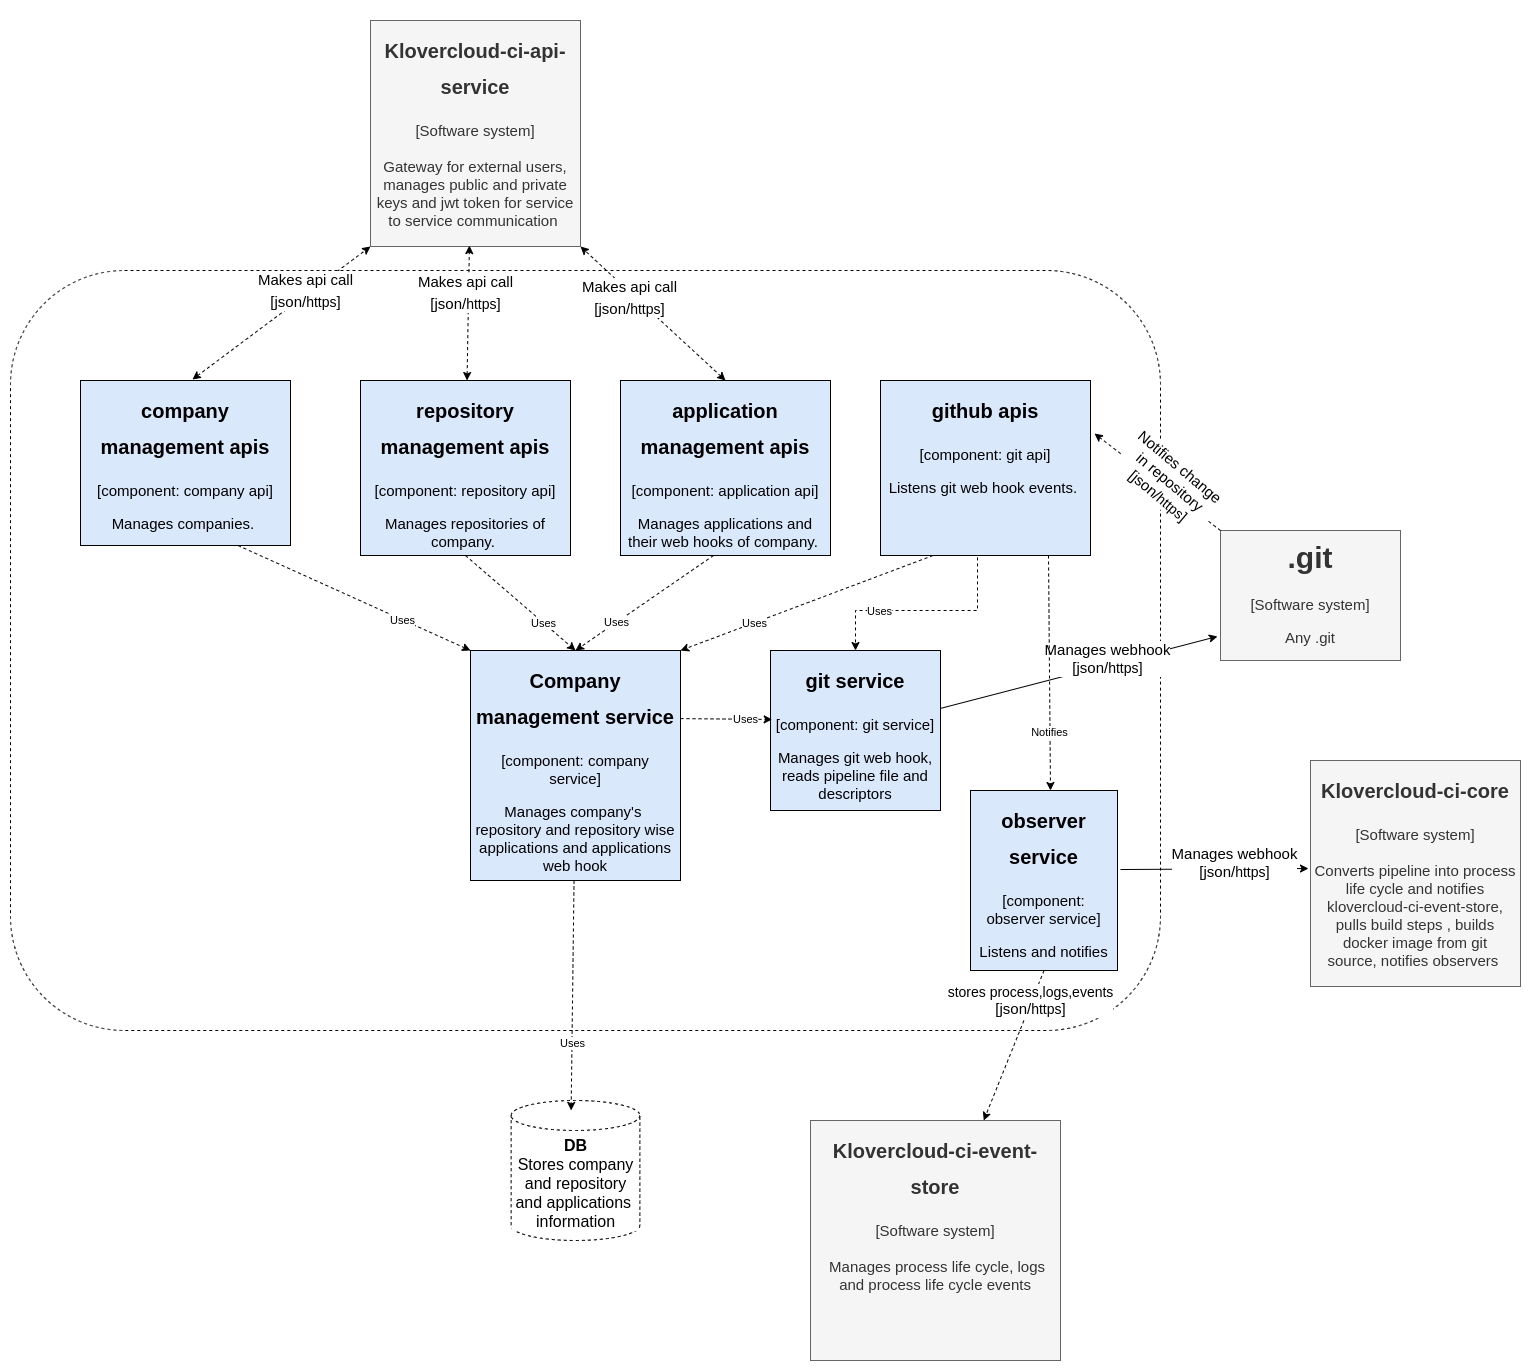 Klovercloud-ci-api-
service
[Software system]
Gateway for external users,
manages public and private
keys and jwt token for service
to service communication
Makes api call
[json/https]
Makes api call
[json/https]
Makes api call
[json/https]
company
management apis
[component: company api]
Manages companies.
repository
management apis
[component: repository api]
Manages repositories of
company.
application
management apis
[component: application api]
Manages applications and
their web hooks of company.
github apis
[component: git api]
Listens git web hook events.
Notifies change
in repository
[json/https]
.git
[Software system]
Any .git
Uses
Uses
Uses
Uses
Uses
Manages webhook
[json/https]
Company
management service
[component: company
service]
Manages company's
repository and repository wise
applications and applications
web hook
Uses
git service
[component: git service]
Manages git web hook,
reads pipeline file and
descriptors
Notifies
observer
service
[component:
observer service]
Listens and notifies
Manages webhook
[json/https]
Klovercloud-ci-core
[Software system]
Converts pipeline into process
life cycle and notifies
klovercloud-ci-event-store,
pulls build steps , builds
docker image from git
source, notifies observers
stores process,logs,events
[json/https]
Uses
DB
Stores company
and repository
and applications
information
Klovercloud-ci-event-
store
[Software system]
Manages process life cycle, logs
and process life cycle events